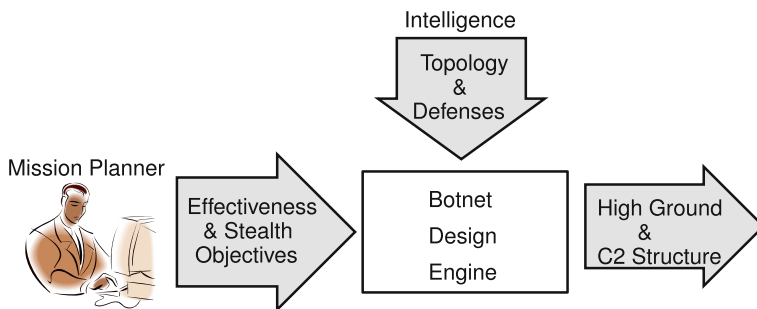 Intelligence
Topology
&
Defenses
Mission Planner
Effectiveness
& Stealth
Objectives
Botnet
Design
Engine
High Ground
&
C2 Structure